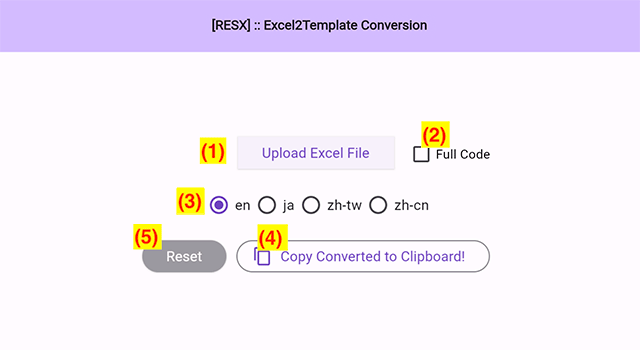 [RESX] :: Excel2Template Conversion
(1) Upload Excel File (2) Full Code
(3) en ja zh-tw zh-cn
(5) Reset (4) Copy Converted to Clipboard!